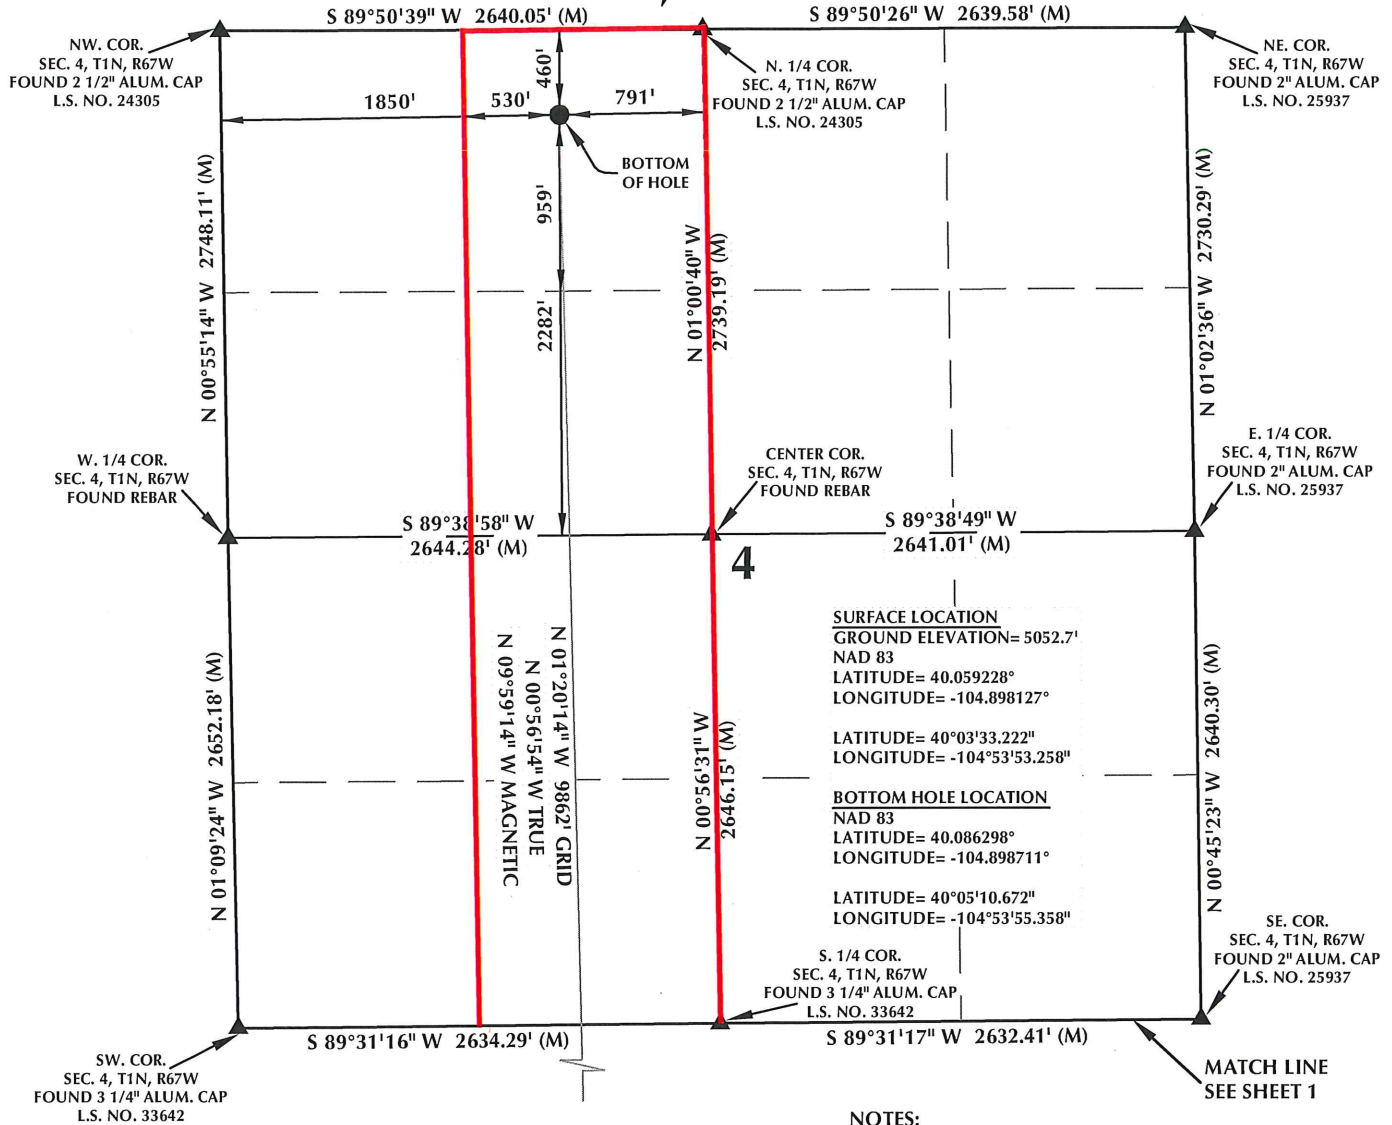 S 89°50'39" W 2640.05' (M)
S 89°50'26" W 2639.58' (M)
NW. COR.
SEC. 4, T1N, R67W
FOUND 2 1/2" ALUM. CAP
L.S. NO. 24305
N. 1/4 COR.
SEC. 4, T1N, R67W
FOUND 2 1/2" ALUM. CAP
L.S. NO. 24305
NE. COR.
SEC. 4, T1N, R67W
FOUND 2" ALUM. CAP
L.S. NO. 25937
460'
1850'
530'
791'
BOTTOM
OF HOLE
959'
2282'
N 00°55'14" W 2748.11' (M)
N 01°00'40" W
2739.19' (M)
N 01°02'36" W 2730.29' (M)
W. 1/4 COR.
SEC. 4, T1N, R67W
FOUND REBAR
CENTER COR.
SEC. 4, T1N, R67W
FOUND REBAR
E. 1/4 COR.
SEC. 4, T1N, R67W
FOUND 2" ALUM. CAP
L.S. NO. 25937
S 89°38'58" W
2644.28' (M)
S 89°38'49" W
2641.01' (M)
4
N 01°09'24" W 2652.18' (M)
N 01°20'14" W 9862' GRID
N 00°56'54" W TRUE
N 09°59'14" W MAGNETIC
N 00°56'31" W
2646.15' (M)
SURFACE LOCATION
GROUND ELEVATION= 5052.7'
NAD 83
LATITUDE= 40.059228°
LONGITUDE= -104.898127°
LATITUDE= 40°03'33.222"
LONGITUDE= -104°53'53.258"
BOTTOM HOLE LOCATION
NAD 83
LATITUDE= 40.086298°
LONGITUDE= -104.898711°
LATITUDE= 40°05'10.672"
LONGITUDE= -104°53'55.358"
N 00°45'23" W 2640.30' (M)
S. 1/4 COR.
SEC. 4, T1N, R67W
FOUND 3 1/4" ALUM. CAP
L.S. NO. 33642
SE. COR.
SEC. 4, T1N, R67W
FOUND 2" ALUM. CAP
L.S. NO. 25937
S 89°31'16" W 2634.29' (M)
S 89°31'17" W 2632.41' (M)
SW. COR.
SEC. 4, T1N, R67W
FOUND 3 1/4" ALUM. CAP
L.S. NO. 33642
MATCH LINE
SEE SHEET 1
NOTES: